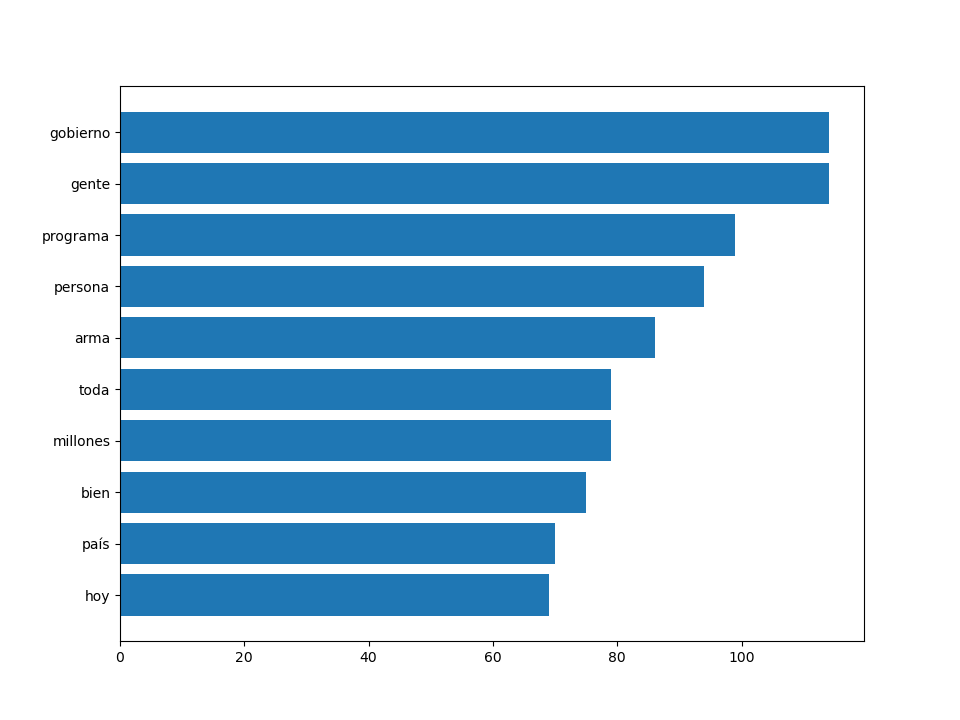 gobierno
gente
programa
persona
arma
toda
millones
bien
país
hoy
0 20 40 60 80 100